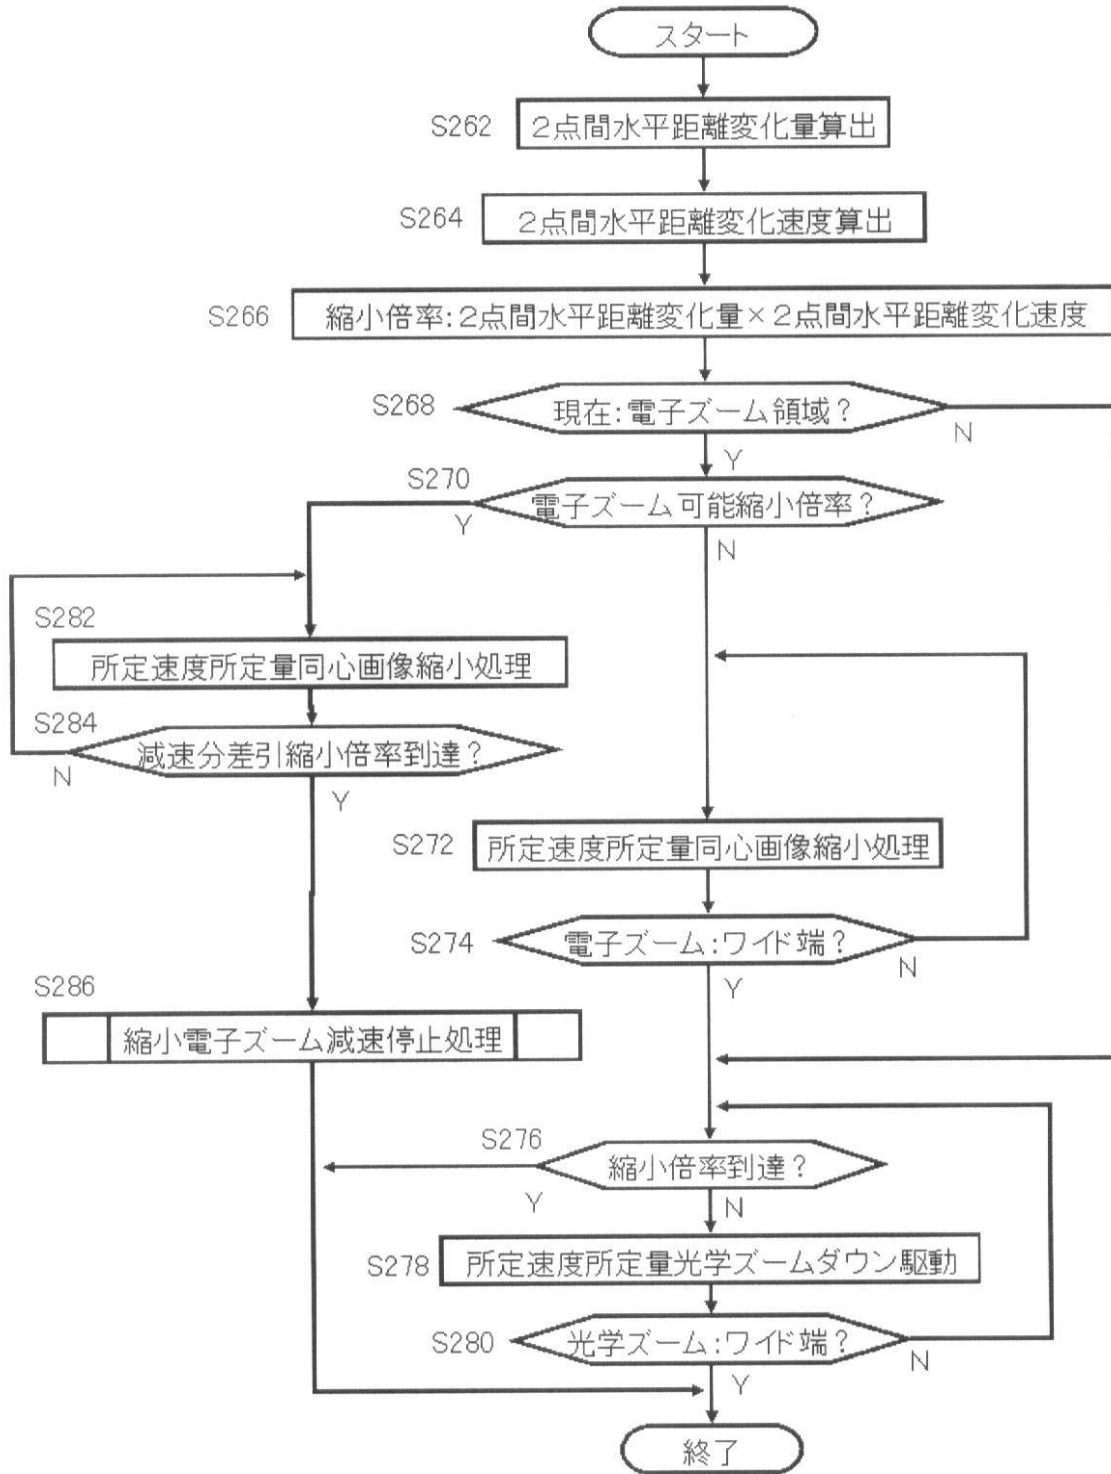 スタート
S262 2点間水平距離変化量算出
S264 2点間水平距離変化速度算出
S266 縮小倍率:2点間水平距離変化量×2点間水平距離変化速度
S268 現在:電子ズーム領域?
N
Y
S270 電子ズーム可能縮小倍率?
Y
N
S282
所定速度所定量同心画像縮小処理
S284
減速分差引縮小倍率到達?
N
Y
S272 所定速度所定量同心画像縮小処理
S274 電子ズーム:ワイド端?
N
Y
S286
縮小電子ズーム減速停止処理
S276
縮小倍率到達?
Y
N
S278 所定速度所定量光学ズームダウン駆動
S280 光学ズーム:ワイド端?
N
Y
終了